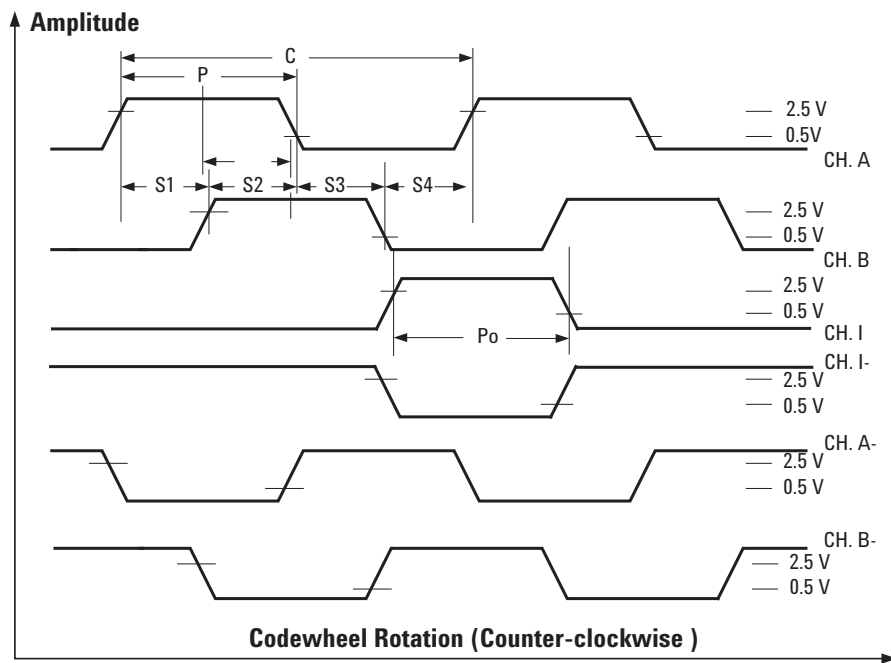 Amplitude
C
P
2.5 V
0.5V
CH. A
S1 S2 S3 S4
2.5 V
0.5 V
CH. B
2.5 V
0.5 V
CH. I
Po
CH. I-
2.5 V
0.5 V
CH. A-
2.5 V
0.5 V
CH. B-
2.5 V
0.5 V
Codewheel Rotation (Counter-clockwise )